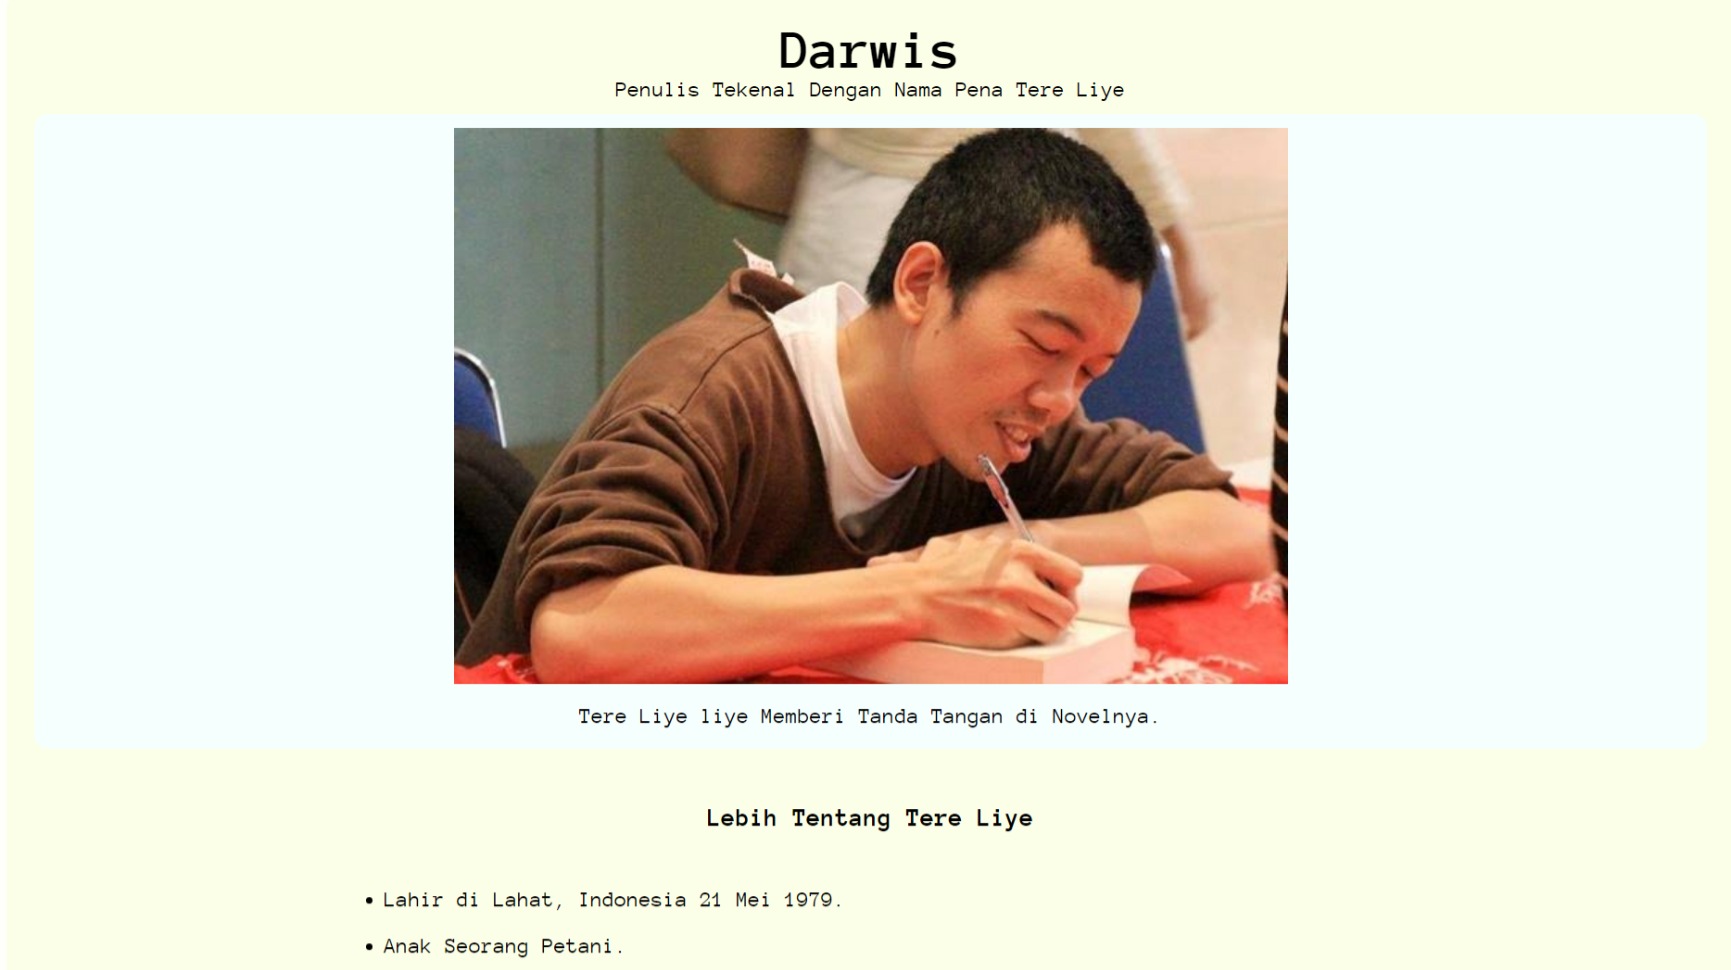 Darwis
Penulis Tekenal Dengan Nama Pena Tere Liye
Tere Liye liye Memberi Tanda Tangan di Novelnya.
Lebih Tentang Tere Liye
Lahir di Lahat, Indonesia 21 Mei 1979.
Anak Seorang Petani.